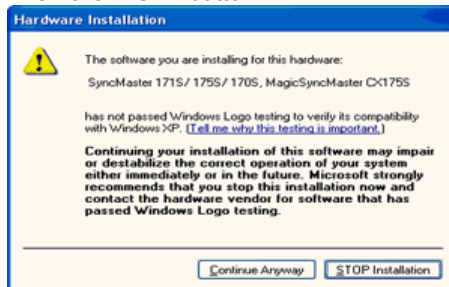 Hardware Installation
The software you are installing for this hardware:
SyncMaster 171S/ 175S/ 170S, MagicSyncMaster CX175S
has not passed Windows Logo testing to verify its compatibility
with Windows XP. (Tell me why this testing is important.)
Continuing your installation of this software may impair
or destabilize the correct operation of your system
either immediately or in the future. Microsoft strongly
recommends that you stop this installation now and
contact the hardware vendor for software that has
passed Windows Logo testing.
Continue Anyway STOP Installation